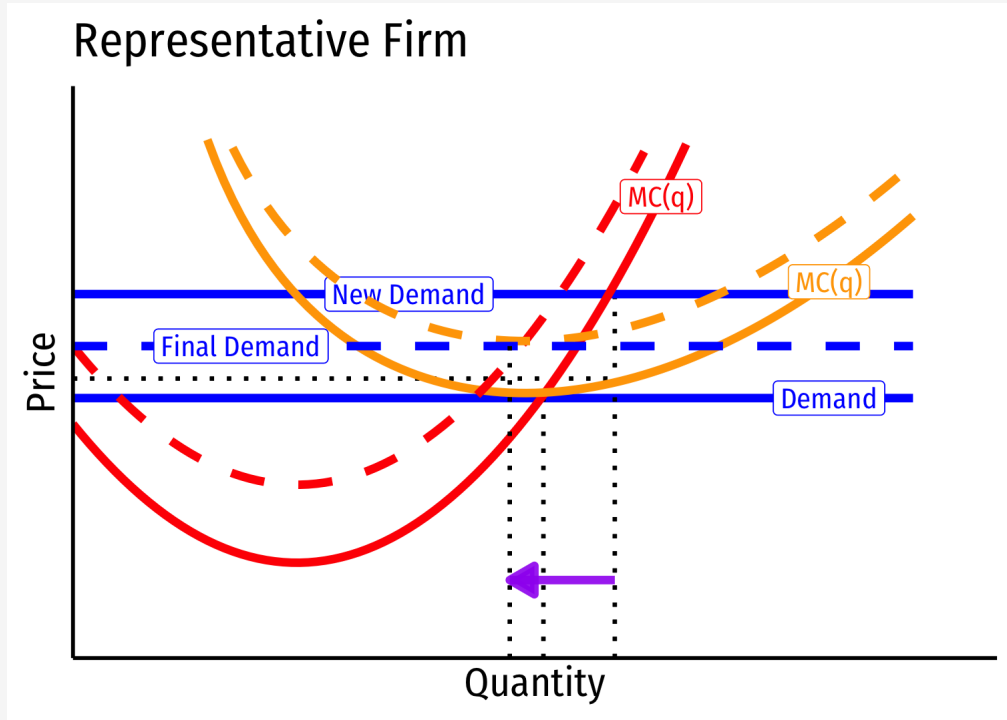 Representative Firm
MC(q)
MC(q)
New Demand
Final Demand
Demand
Price
Quantity